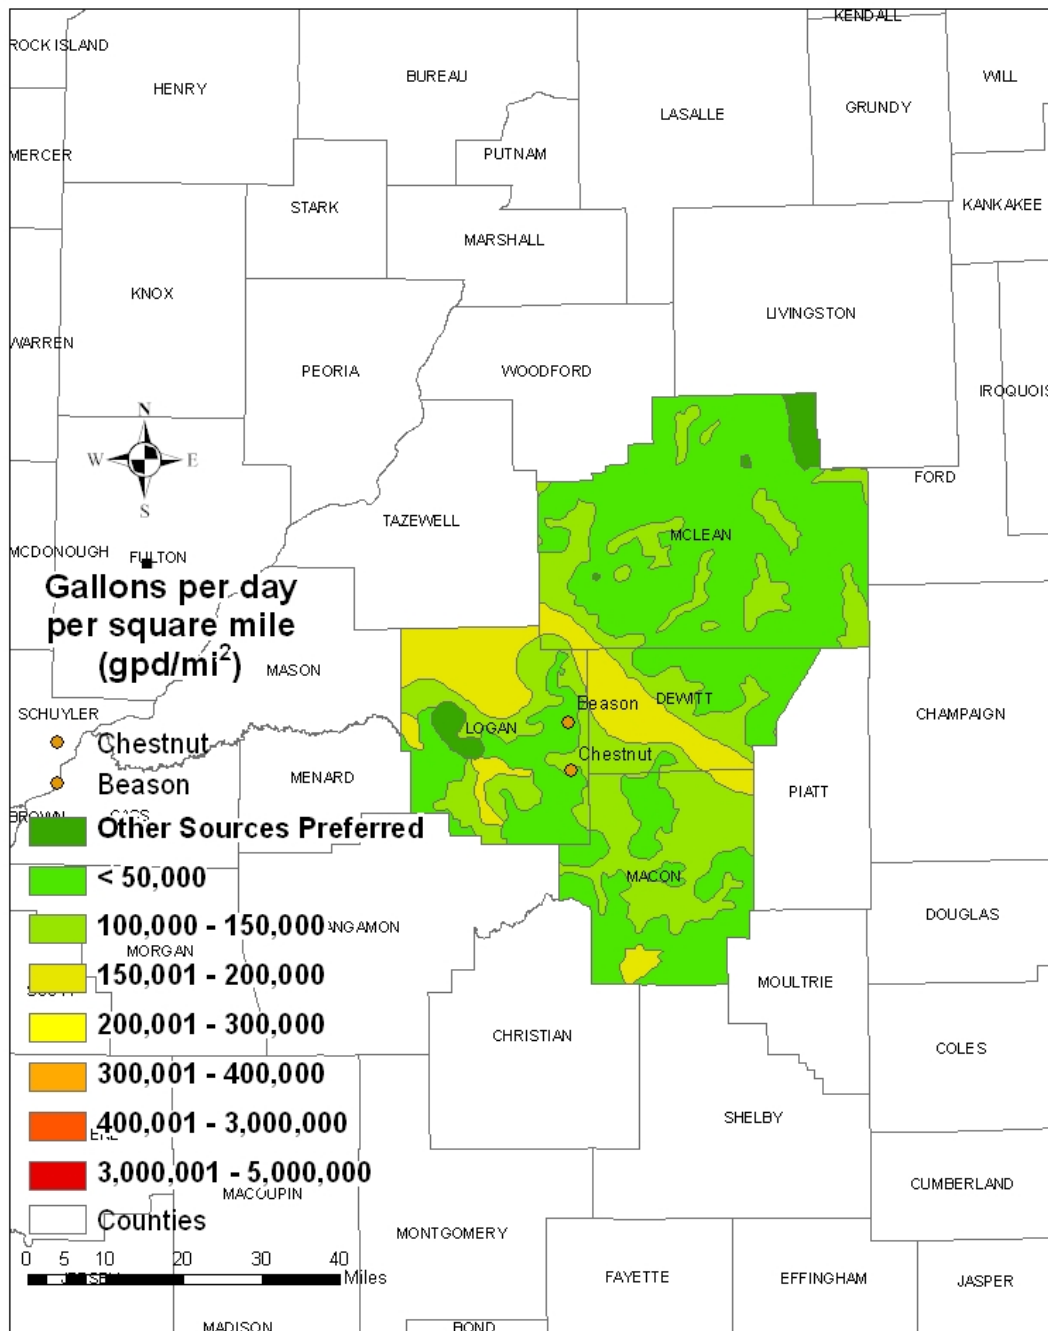 KENDALL
ROCK ISLAND
BUREAU
WILL
HENRY
GRUNDY
LASALLE
MERCER
PUTNAM
STARK
KANKAKEE
MARSHALL
KNOX
LIVINGSTON
WARREN
PEORIA
WOODFORD
IROQUOIS
N
W
E
S
FORD
TAZEWELL
MCLEAN
MCDONOUGH
FULTON
Gallons per day
per square mile
(gpd/mi²)
MASON
SCHUYLER
DEWITT
Beason
CHAMPAIGN
LOGAN
Chestnut
Chestnut
MENARD
Beason
PIATT
BROWN
CASS
Other Sources Preferred
< 50,000
MACON
100,000 - 150,000
ANGAMON
DOUGLAS
MORGAN
150,001 - 200,000
MOULTRIE
200,001 - 300,000
CHRISTIAN
COLES
300,001 - 400,000
400,001 - 3,000,000
SHELBY
3,000,001 - 5,000,000
MACOUPIN
CUMBERLAND
Counties
MONTGOMERY
0 5 10 20 30 40
Miles
FAYETTE
EFFINGHAM
JASPER
MADISON
BOND